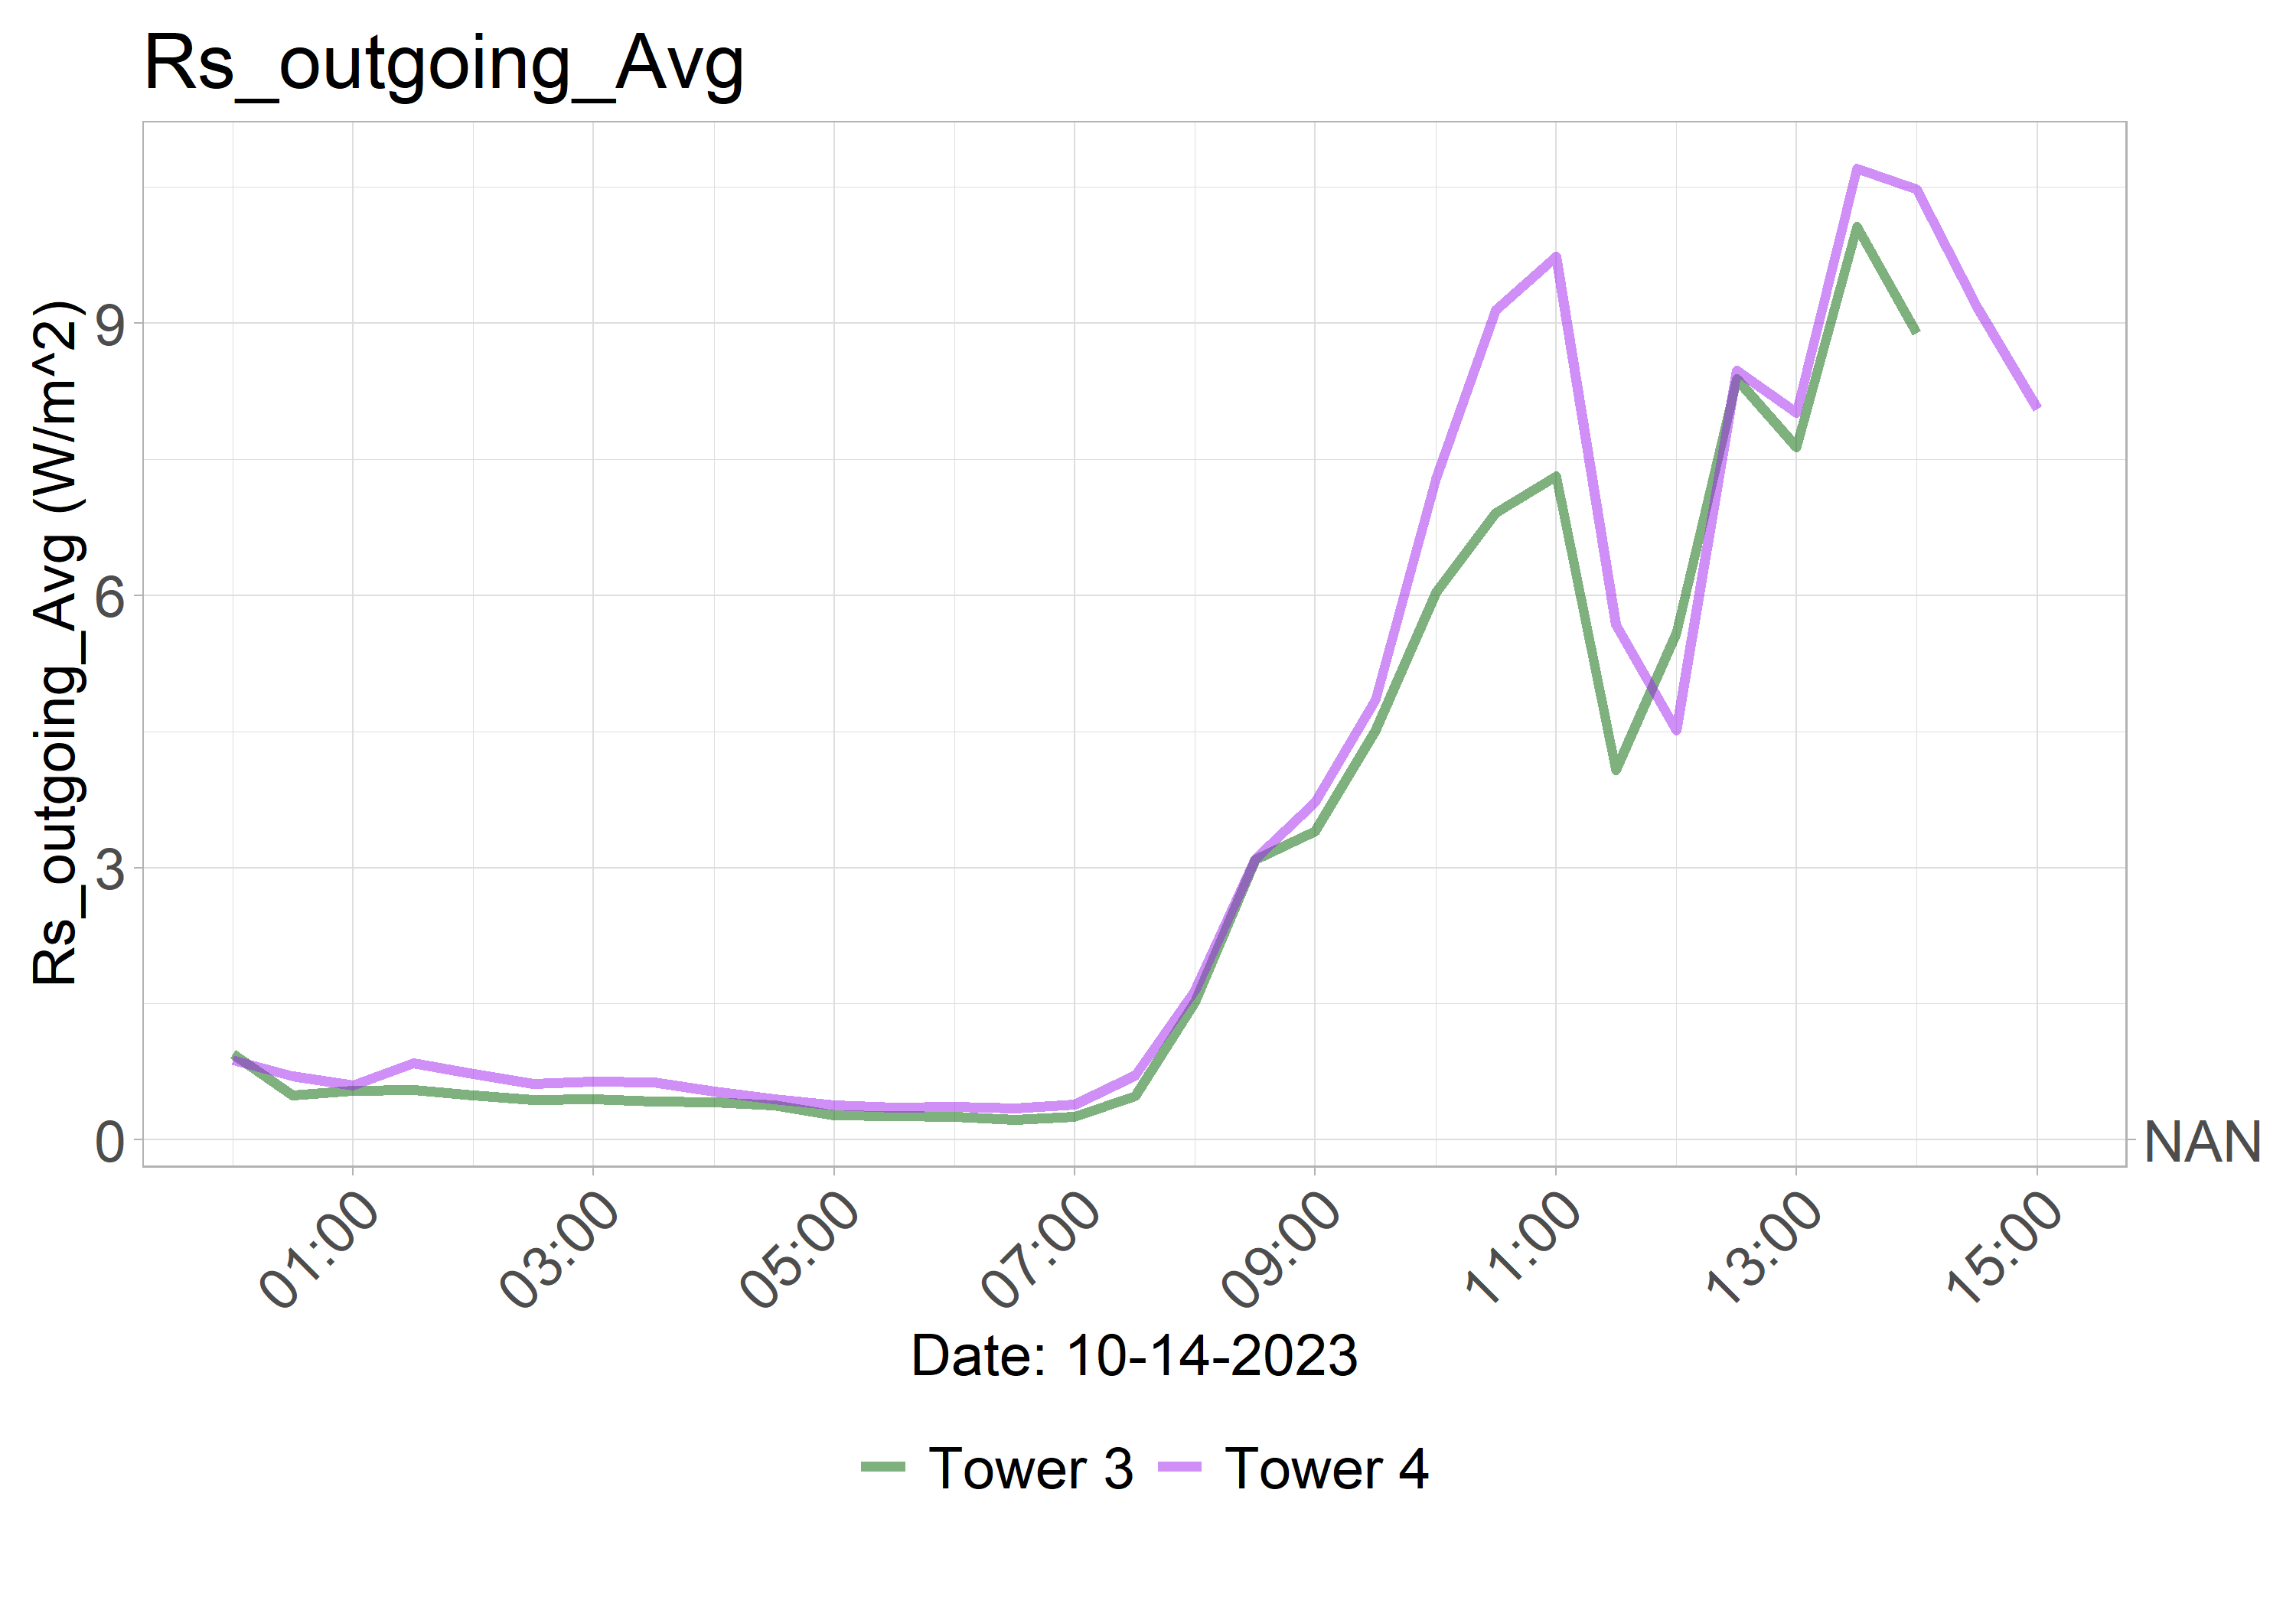 Rs_outgoing_Avg
Rs_outgoing_Avg (W/m^2)
9
6
3
0
NAN
01:00
03:00
05:00
07:00
09:00
11:00
13:00
15:00
Date: 10-14-2023
Tower 3
Tower 4